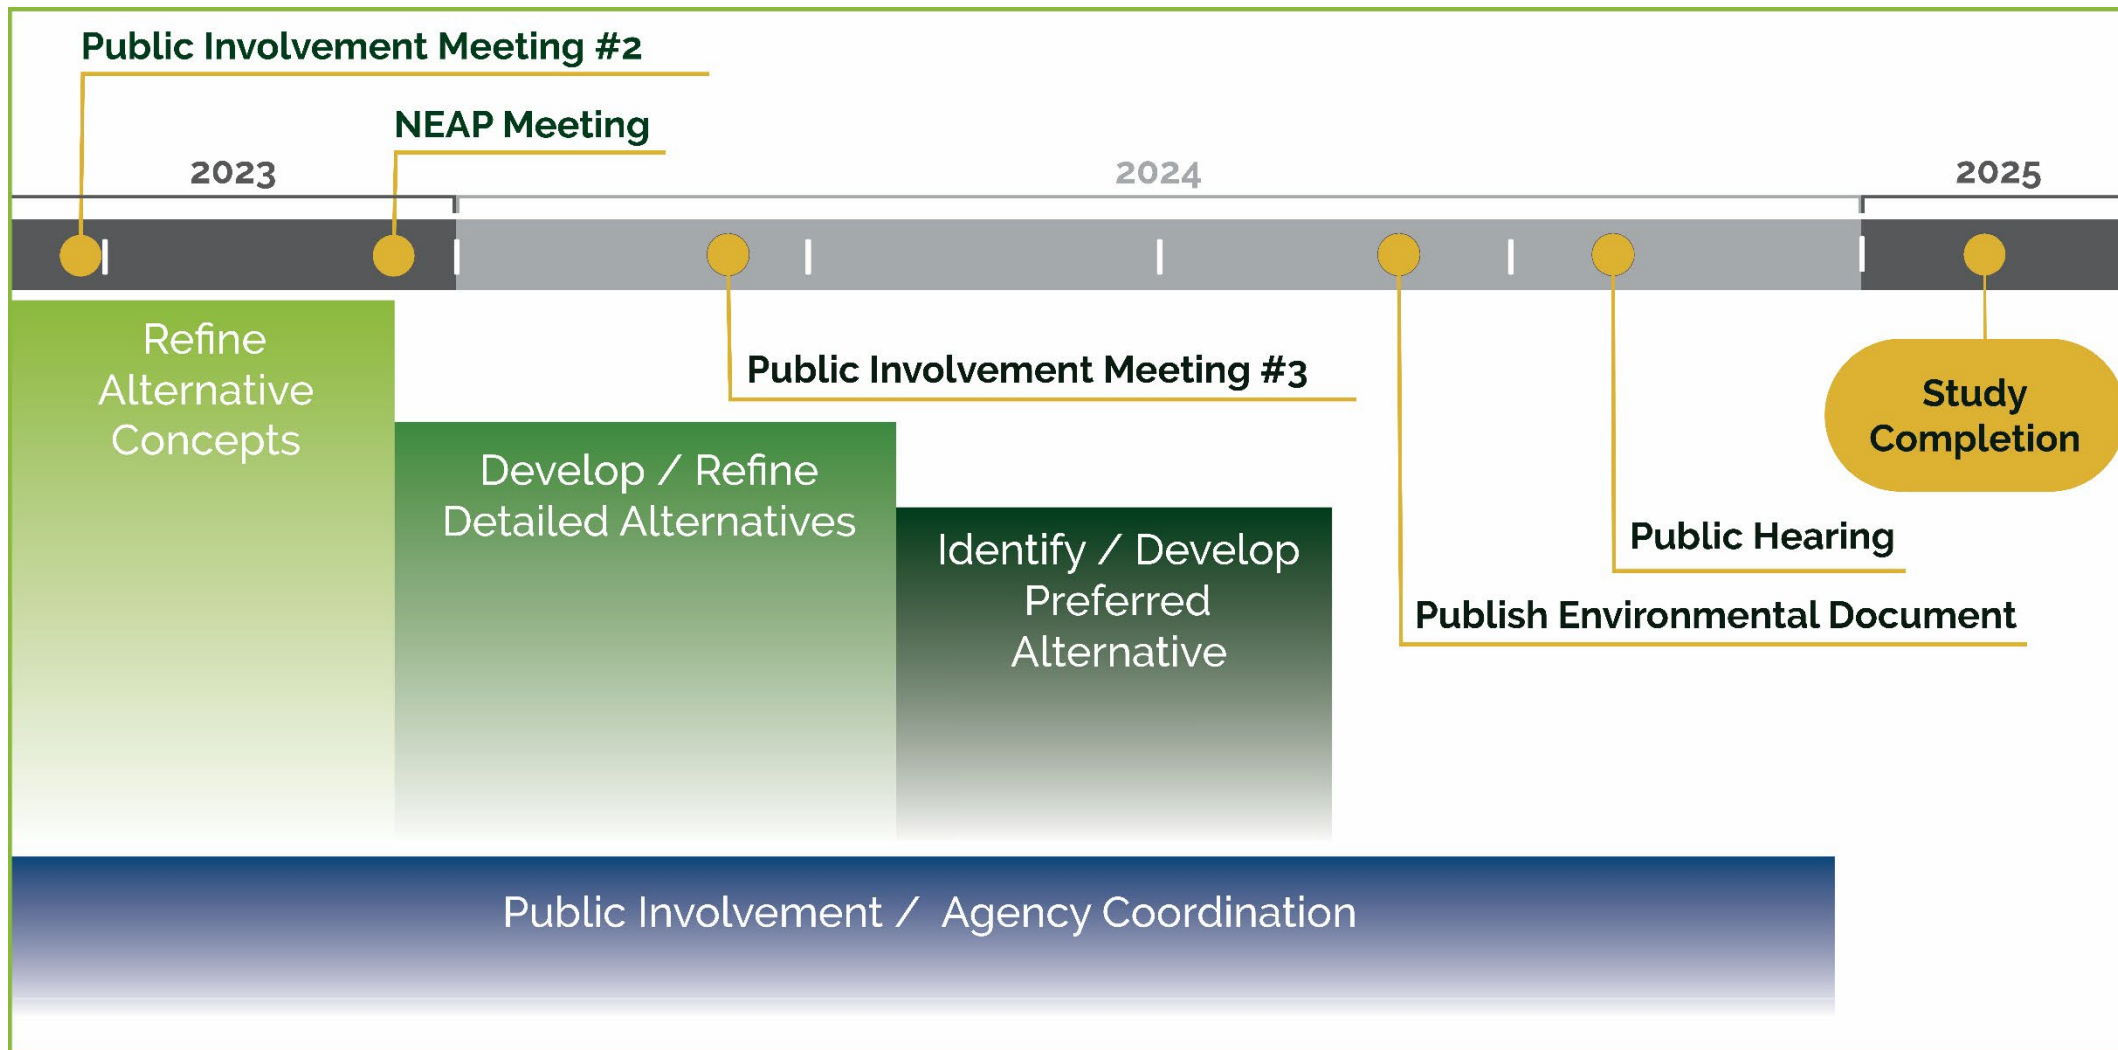 Public Involvement Meeting #2
NEAP Meeting
2023
2024
2025
Refine
Alternative
Concepts
Public Involvement Meeting #3
Study
Completion
Develop / Refine
Detailed Alternatives
Identify / Develop
Preferred
Alternative
Public Hearing
Publish Environmental Document
Public Involvement / Agency Coordination